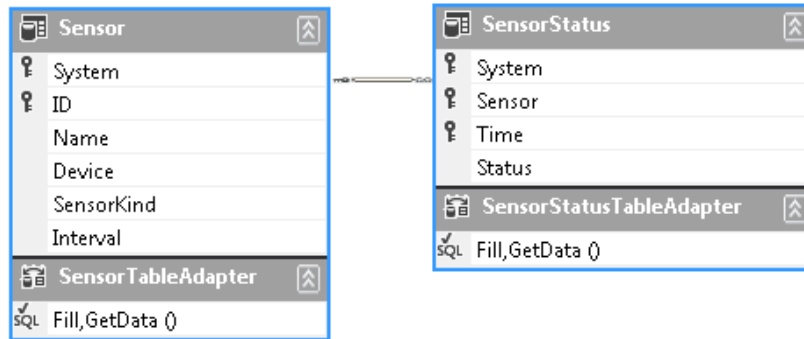 Sensor
System
ID
Name
Device
SensorKind
Interval
SensorTableAdapter
SQL Fill,GetData ()
SensorStatus
System
Sensor
Time
Status
SensorStatusTableAdapter
SQL Fill,GetData ()